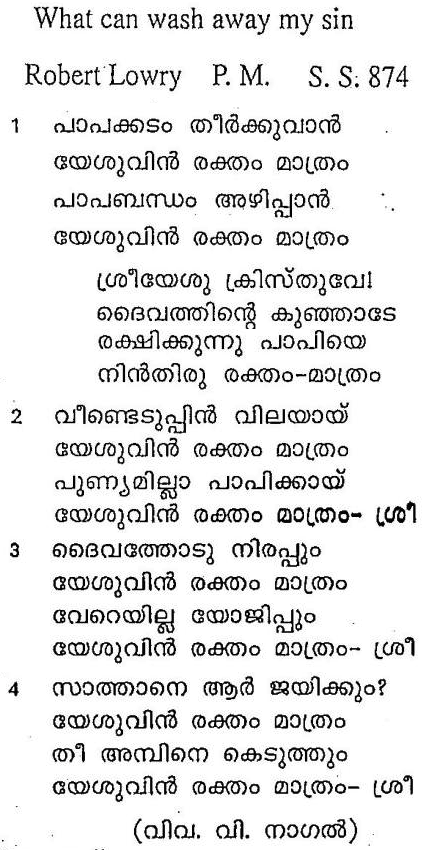 What can wash away my sin
Robert Lowry P. M. S. S. 874
1 പാപക്കടം തീർക്കുവാൻ
യേശുവിൻ രക്തം മാത്രം
പാപബന്ധം അഴിപ്പാൻ
യേശുവിൻ രക്തം മാത്രം
ശ്രീയേശു ക്രിസ്തുവേ!
ദൈവത്തിന്റെ കുഞ്ഞാടേ
രക്ഷിക്കുന്നു പാപിയെ
നിൻതിരു രക്തം-മാത്രം
2 വീണ്ടെടുപ്പിൻ വിലയായ്
യേശുവിൻ രക്തം മാത്രം
പുണ്യമില്ലാ പാപിക്കായ്
യേശുവിൻ രക്തം മാത്രം- ശ്രീ
3 ദൈവത്തോടു നിരപ്പും
യേശുവിൻ രക്തം മാത്രം
വേറെയില്ല യോജിപ്പും
യേശുവിൻ രക്തം മാത്രം- ശ്രീ
4 സാത്താനെ ആർ ജയിക്കും?
യേശുവിൻ രക്തം മാത്രം
തീ അമ്പിനെ കെടുത്തും
യേശുവിൻ രക്തം മാത്രം- ശ്രീ
(വിവ. വി. നാഗൽ)